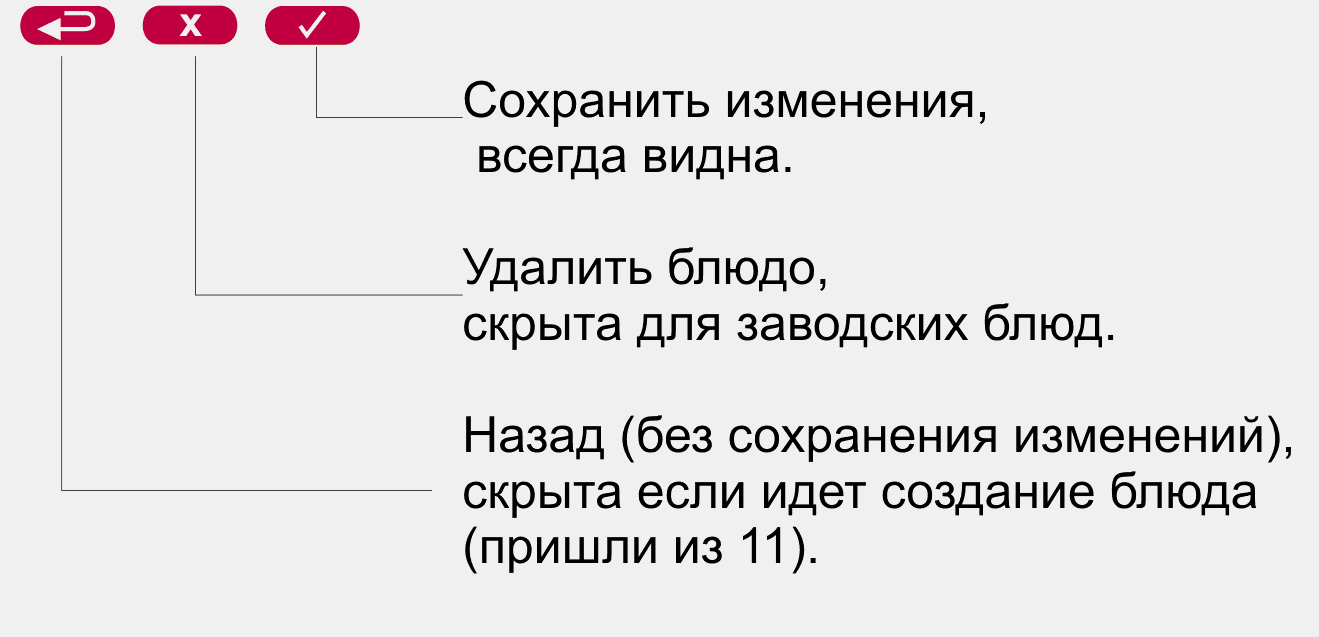 X
Сохранить изменения,
всегда видна.
Удалить блюдо,
скрыта для заводских блюд.
Назад (без сохранения изменений),
скрыта если идет создание блюда
(пришли из 11).